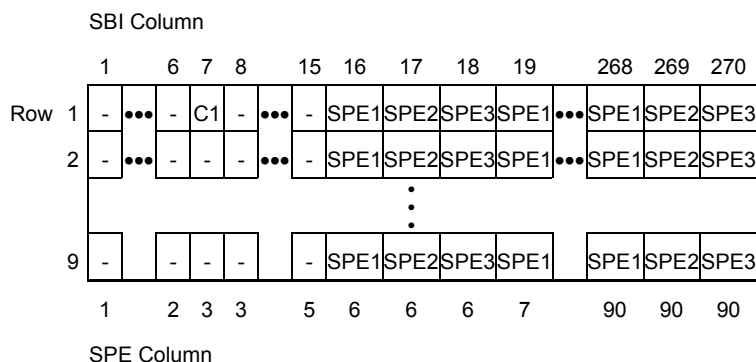 SBI Column
1 6 7 8 15 16 17 18 19 268 269 270
Row 1 - ••• - C1 - ••• - SPE1 SPE2 SPE3 SPE1 ••• SPE1 SPE2 SPE3
2 - ••• - - - ••• - SPE1 SPE2 SPE3 SPE1 ••• SPE1 SPE2 SPE3
9 - - - - - SPE1 SPE2 SPE3 SPE1 SPE1 SPE2 SPE3
1 2 3 3 5 6 6 6 7 90 90 90
SPE Column